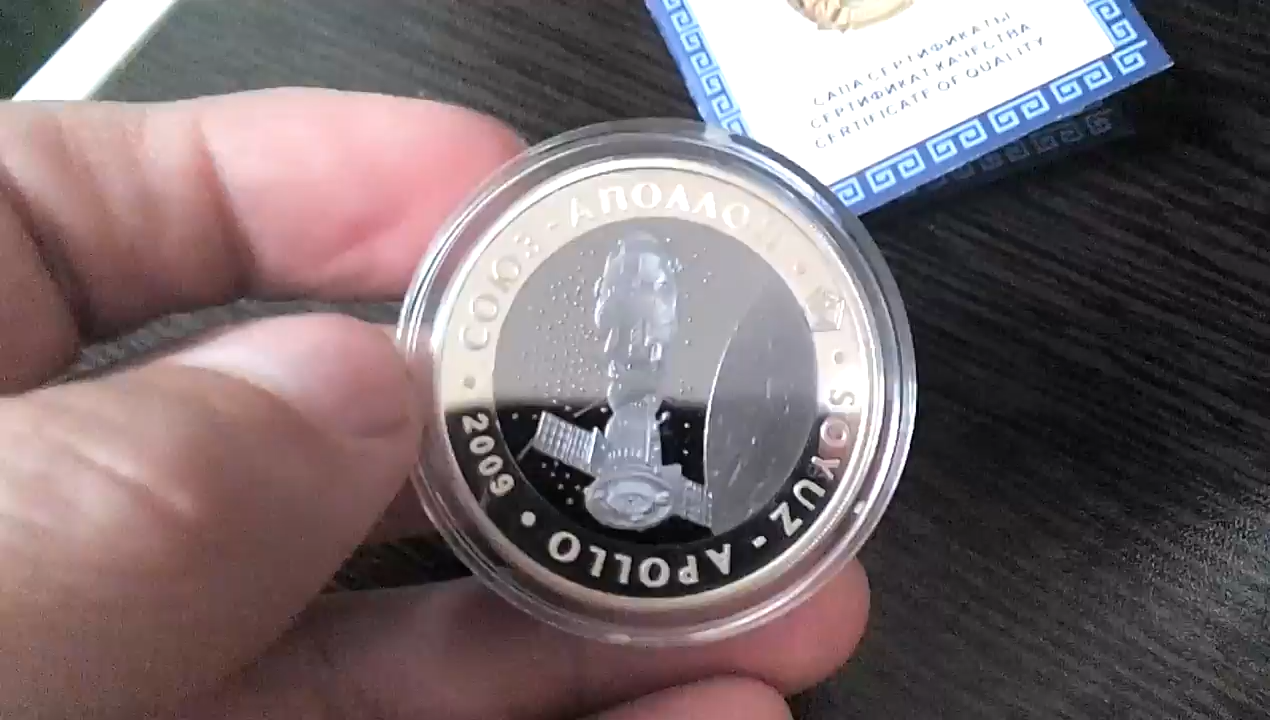 САПА СЕРТИФИКАТЫ
СЕРТИФИКАТ КАЧЕСТВА
CERTIFICATE OF QUALITY
СОЮЗ - АПОЛЛОН
SOYUZ - APOLLO
2009